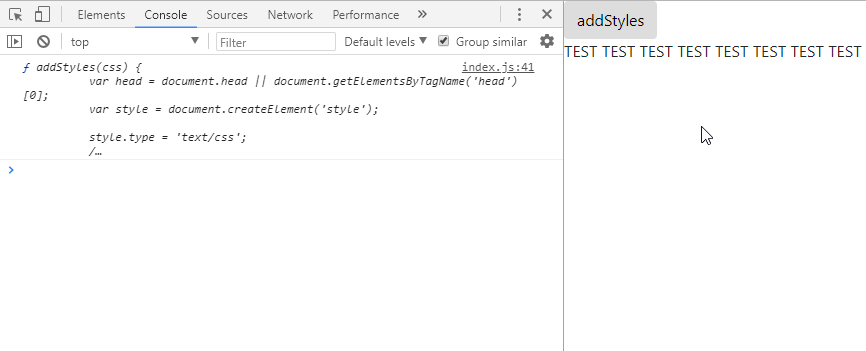 Elements Console Sources Network Performance »
top Filter Default levels Group similar
ƒ addStyles(css) { index.js:41
var head = document.head || document.getElementsByTagName('head')
[0];
var style = document.createElement('style');
style.type = 'text/css';
/…
>
addStyles
TEST TEST TEST TEST TEST TEST TEST TEST